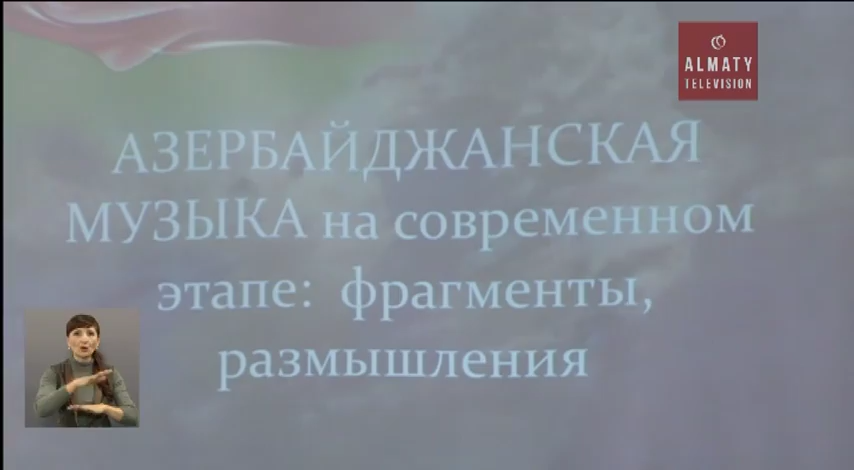 ALMATY
TELEVISION
АЗЕРБАЙДЖАНСКАЯ
МУЗЫКА на современном
этапе: фрагменты,
размышления